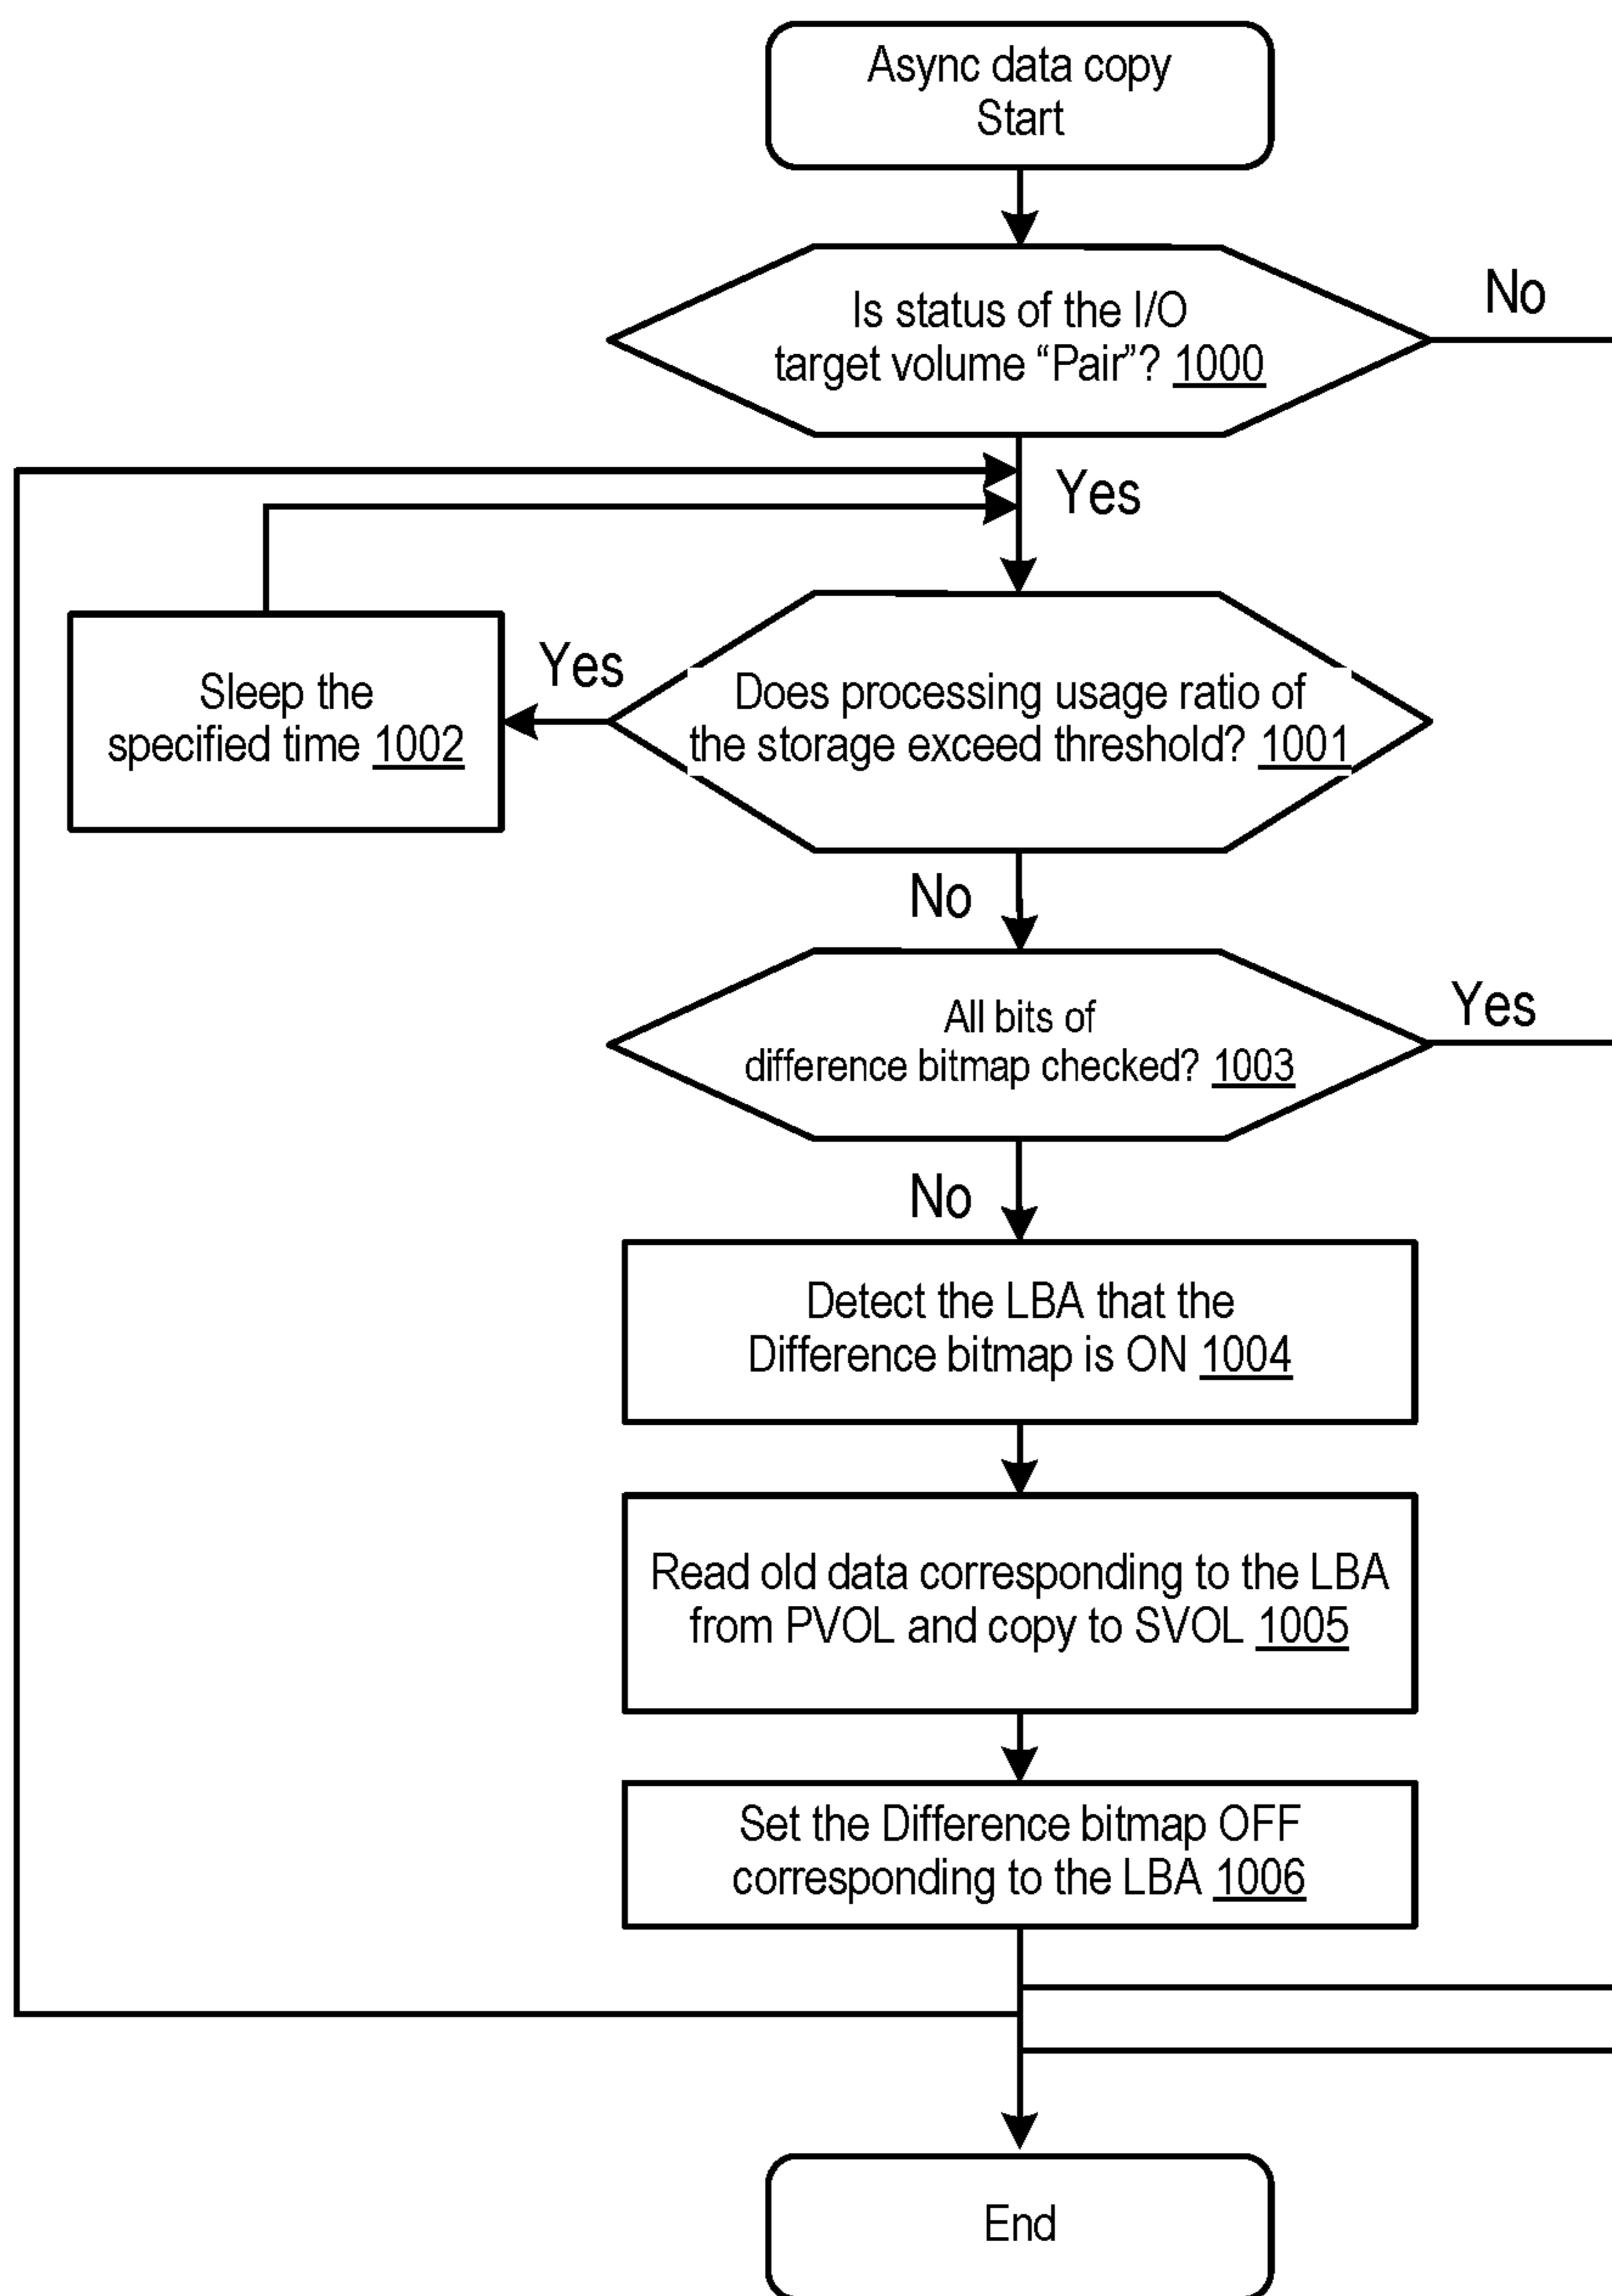 Async data copy
Start
Is status of the I/O
target volume “Pair”? 1000
No
Yes
Sleep the
specified time 1002
Yes
Does processing usage ratio of
the storage exceed threshold? 1001
No
All bits of
difference bitmap checked? 1003
Yes
No
Detect the LBA that the
Difference bitmap is ON 1004
Read old data corresponding to the LBA
from PVOL and copy to SVOL 1005
Set the Difference bitmap OFF
corresponding to the LBA 1006
End